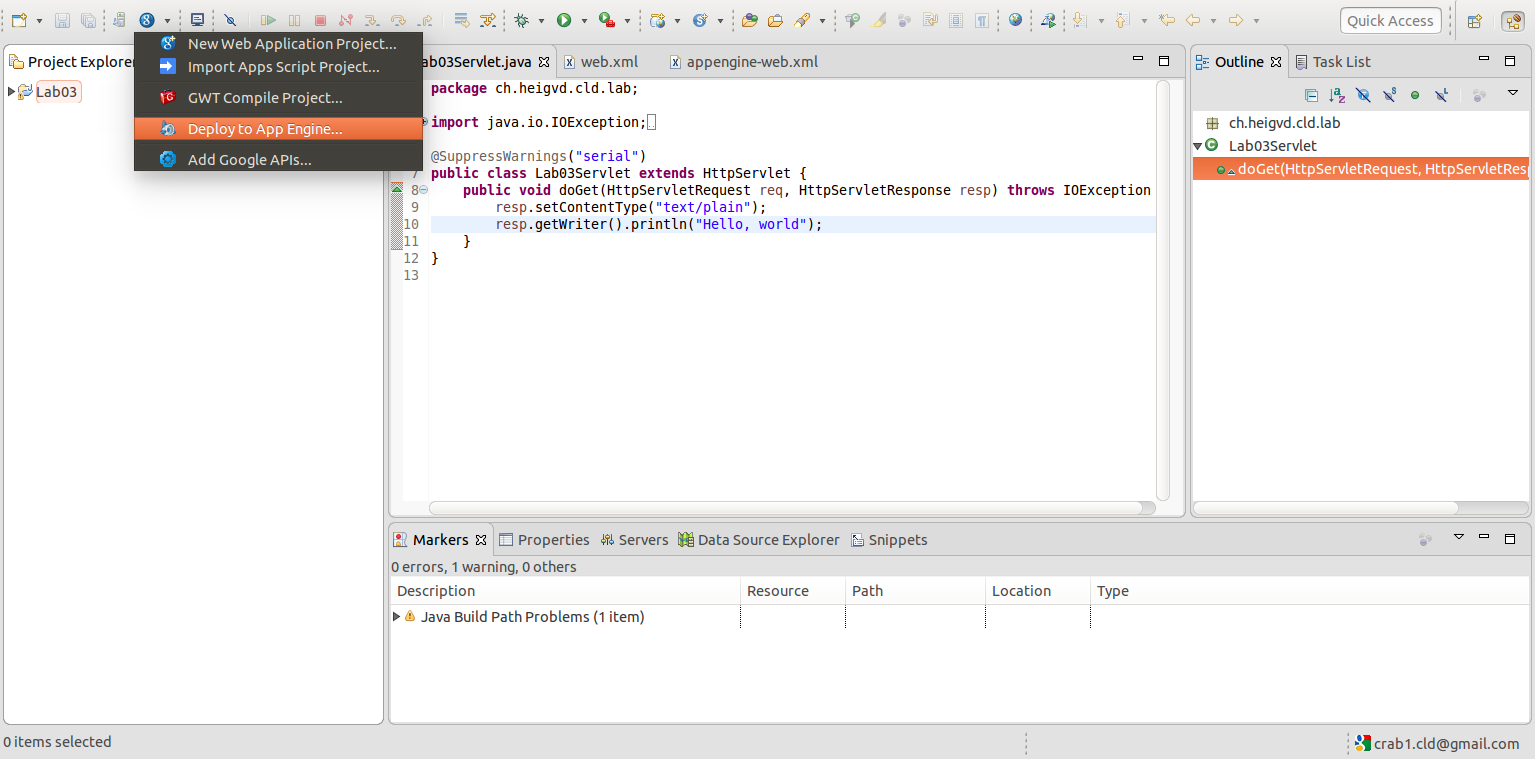 Quick Access
New Web Application Project...
Import Apps Script Project...
GWT Compile Project...
Deploy to App Engine...
Add Google APIs...
Project Explorer
Lab03
ab03Servlet.java
web.xml
appengine-web.xml
package ch.heigvd.cld.lab;
import java.io.IOException;
@SuppressWarnings("serial")
7 public class Lab03Servlet extends HttpServlet {
8 public void doGet(HttpServletRequest req, HttpServletResponse resp) throws IOException
9 resp.setContentType("text/plain");
10 resp.getWriter().println("Hello, world");
11 }
12 }
13
Outline
Task List
ch.heigvd.cld.lab
Lab03Servlet
doGet(HttpServletRequest, HttpServletResp
Markers
Properties
Servers
Data Source Explorer
Snippets
0 errors, 1 warning, 0 others
Description Resource Path Location Type
Java Build Path Problems (1 item)
0 items selected
crab1.cld@gmail.com